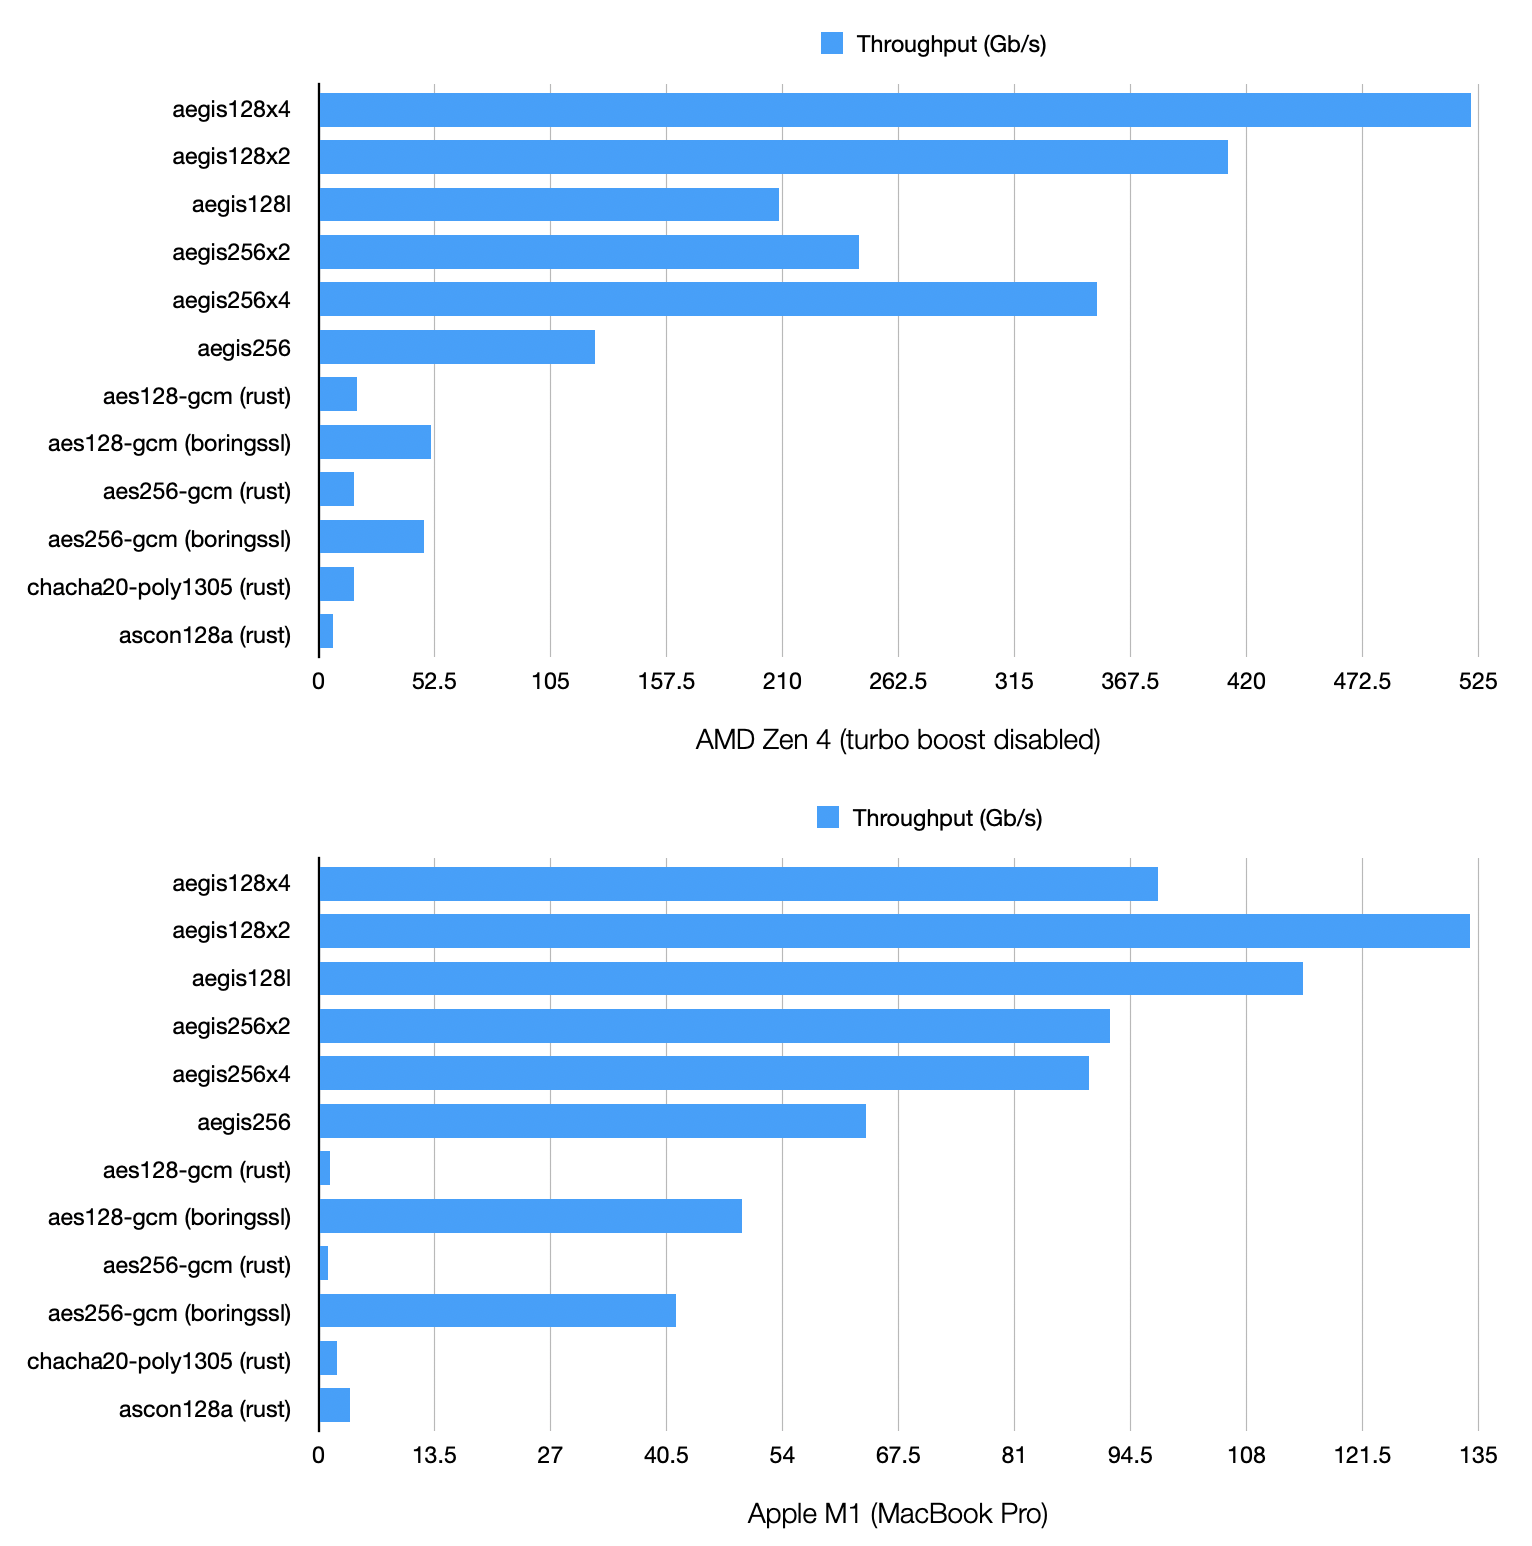 Throughput (Gb/s)
aegis128x4
aegis128x2
aegis128l
aegis256x2
aegis256x4
aegis256
aes128-gcm (rust)
aes128-gcm (boringssl)
aes256-gcm (rust)
aes256-gcm (boringssl)
chacha20-poly1305 (rust)
ascon128a (rust)
0 52.5 105 157.5 210 262.5 315 367.5 420 472.5 525
AMD Zen 4 (turbo boost disabled)
Throughput (Gb/s)
aegis128x4
aegis128x2
aegis128l
aegis256x2
aegis256x4
aegis256
aes128-gcm (rust)
aes128-gcm (boringssl)
aes256-gcm (rust)
aes256-gcm (boringssl)
chacha20-poly1305 (rust)
ascon128a (rust)
0 13.5 27 40.5 54 67.5 81 94.5 108 121.5 135
Apple M1 (MacBook Pro)